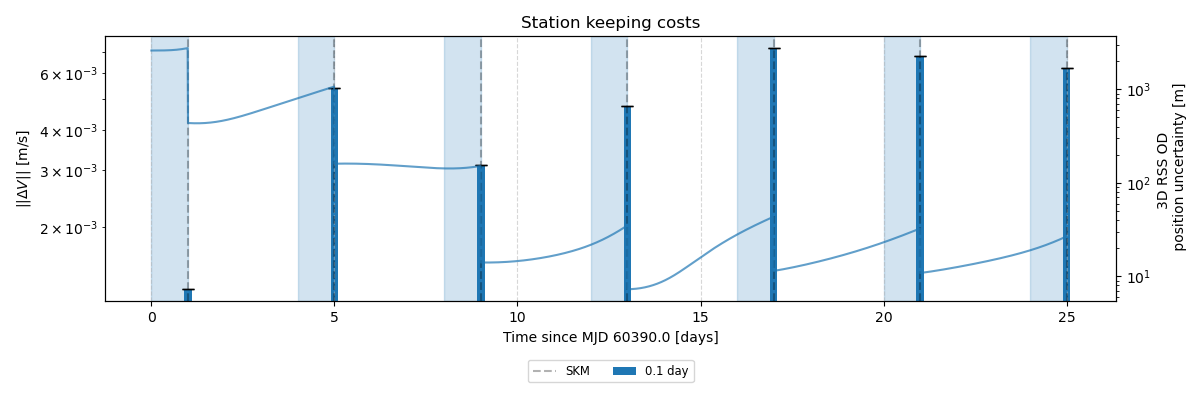 Station keeping costs
6 × 10⁻³
4 × 10⁻³
3 × 10⁻³
2 × 10⁻³
||ΔV|| [m/s]
10³
10²
10¹
3D RSS OD
position uncertainty [m]
0 5 10 15 20 25
Time since MJD 60390.0 [days]
SKM 0.1 day